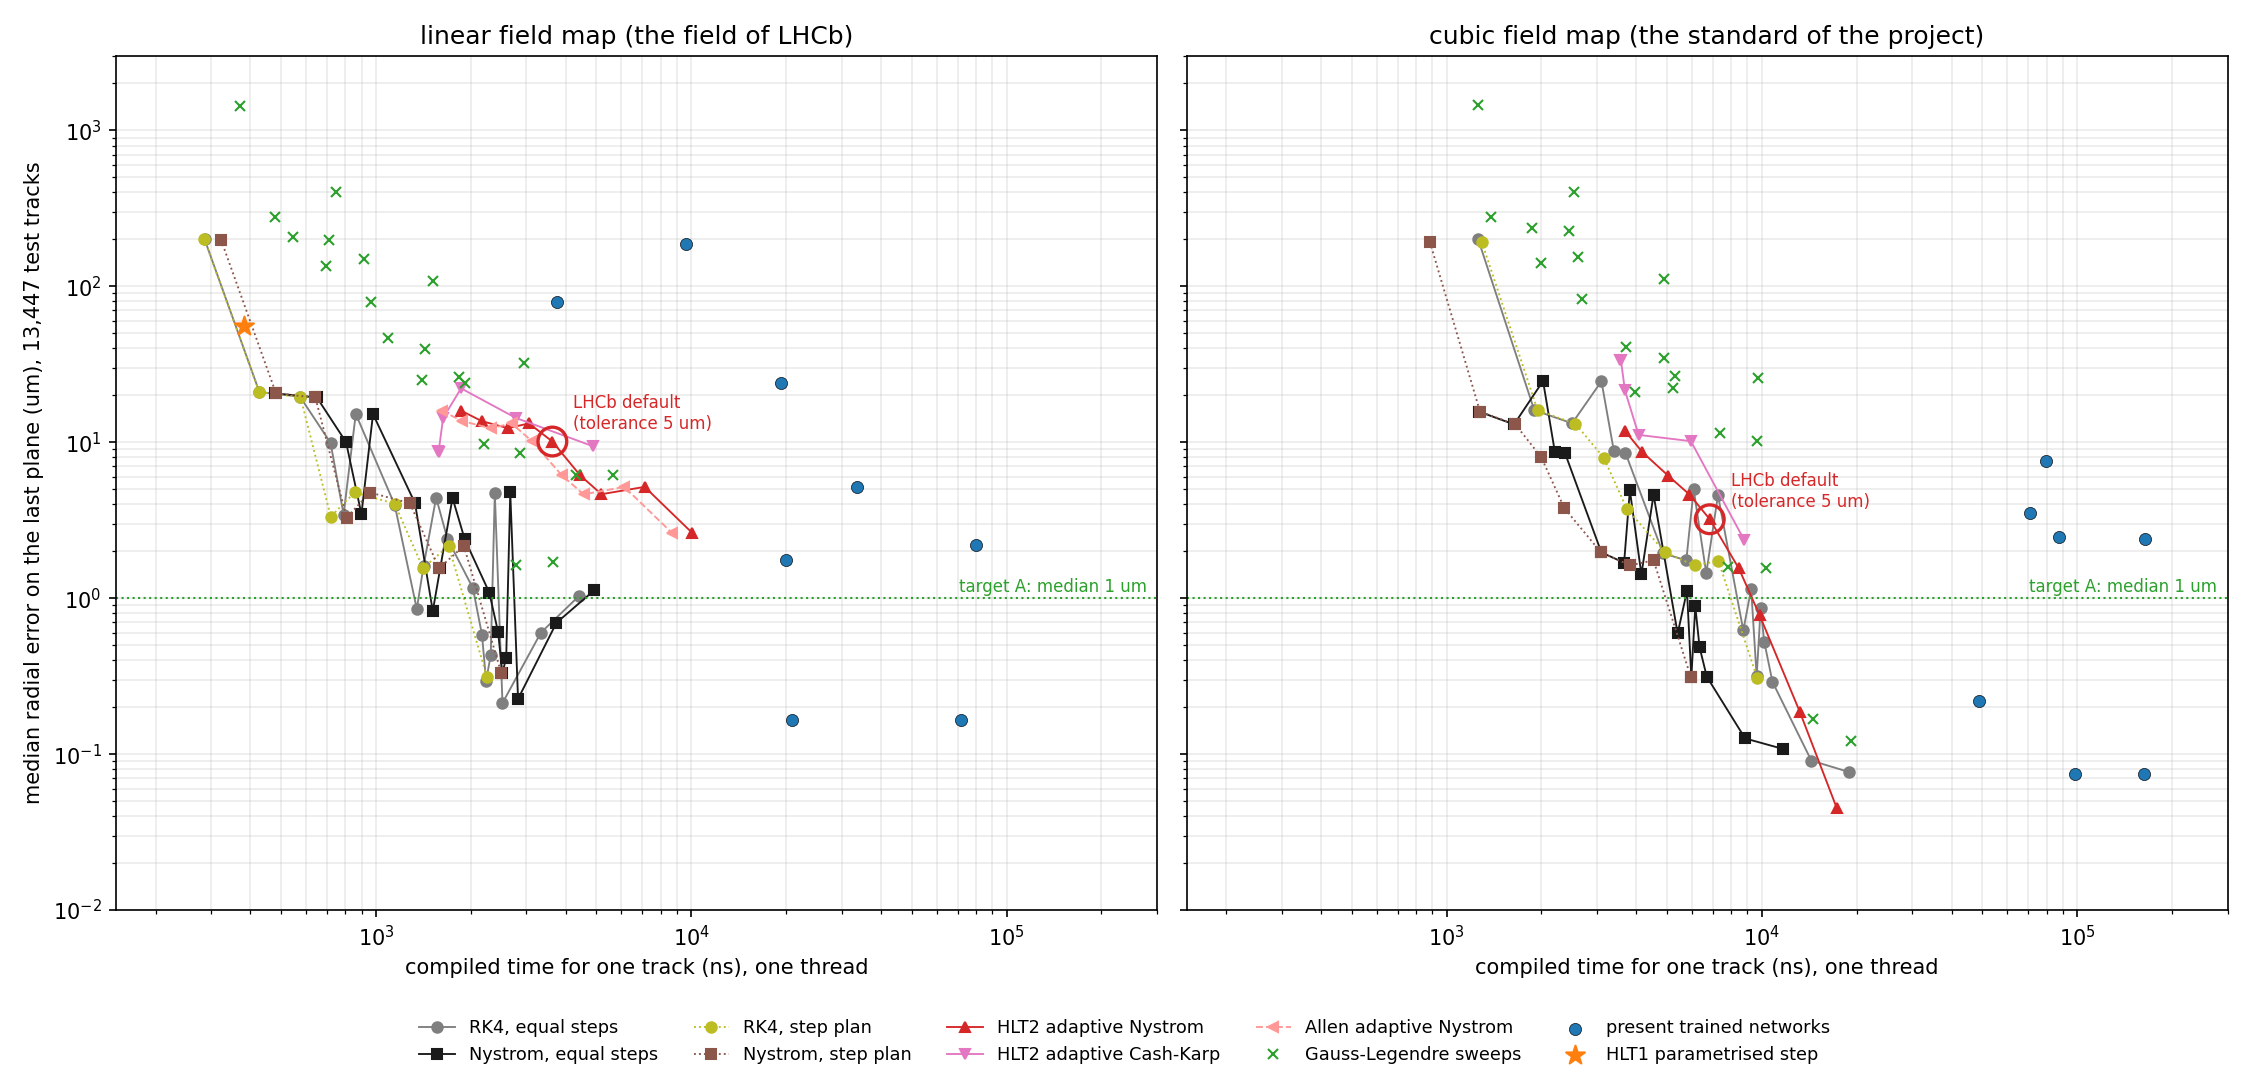 linear field map (the field of LHCb)
cubic field map (the standard of the project)
median radial error on the last plane (um), 13,447 test tracks
10³
10²
10¹
10⁰
10⁻¹
10⁻²
LHCb default
(tolerance 5 um)
target A: median 1 um
LHCb default
(tolerance 5 um)
target A: median 1 um
10³ 10⁴ 10⁵
10³ 10⁴ 10⁵
compiled time for one track (ns), one thread
compiled time for one track (ns), one thread
RK4, equal steps
Nystrom, equal steps
RK4, step plan
Nystrom, step plan
HLT2 adaptive Nystrom
HLT2 adaptive Cash-Karp
Allen adaptive Nystrom
Gauss-Legendre sweeps
present trained networks
HLT1 parametrised step